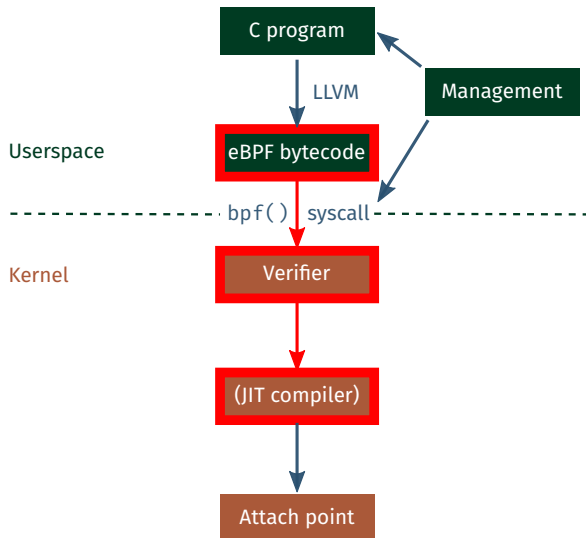 C program
LLVM
Management
Userspace
eBPF bytecode
bpf() syscall
Kernel
Verifier
(JIT compiler)
Attach point